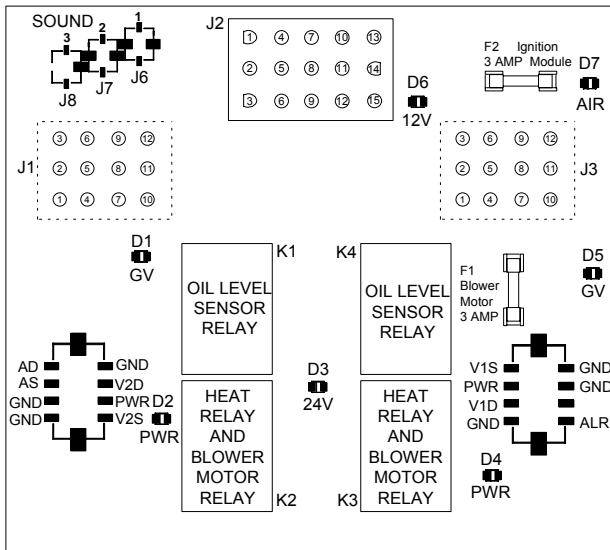 SOUND
3
2
1
J8
J7
J6
J2
1 4 7 10 13
2 5 8 11 14
3 6 9 12 15
D6
12V
F2 Ignition
3 AMP Module
D7
AIR
J1
3 6 9 12
2 5 8 11
1 4 7 10
3 6 9 12
2 5 8 11
1 4 7 10
J3
D1
GV
K1
OIL LEVEL
SENSOR
RELAY
K4
OIL LEVEL
SENSOR
RELAY
F1
Blower
Motor
3 AMP
D5
GV
AD GND
AS V2D
GND PWR
GND V2S
D2
PWR
HEAT
RELAY
AND
BLOWER
MOTOR
RELAY
K2
D3
24V
HEAT
RELAY
AND
BLOWER
MOTOR
RELAY
K3
V1S GND
PWR GND
V1D
GND ALR
D4
PWR